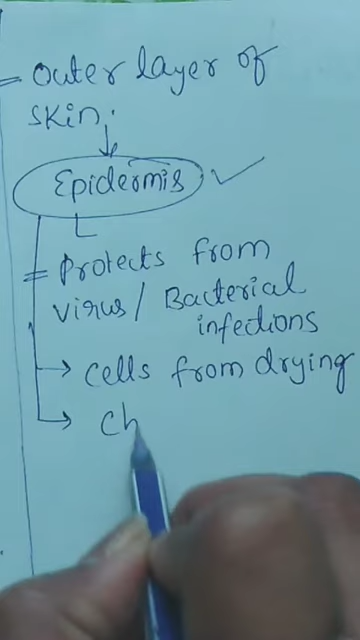 = outer layer of
skin.
Epidermis
= Protects from
virus / Bacterial
infections
→ cells from drying
→ ch